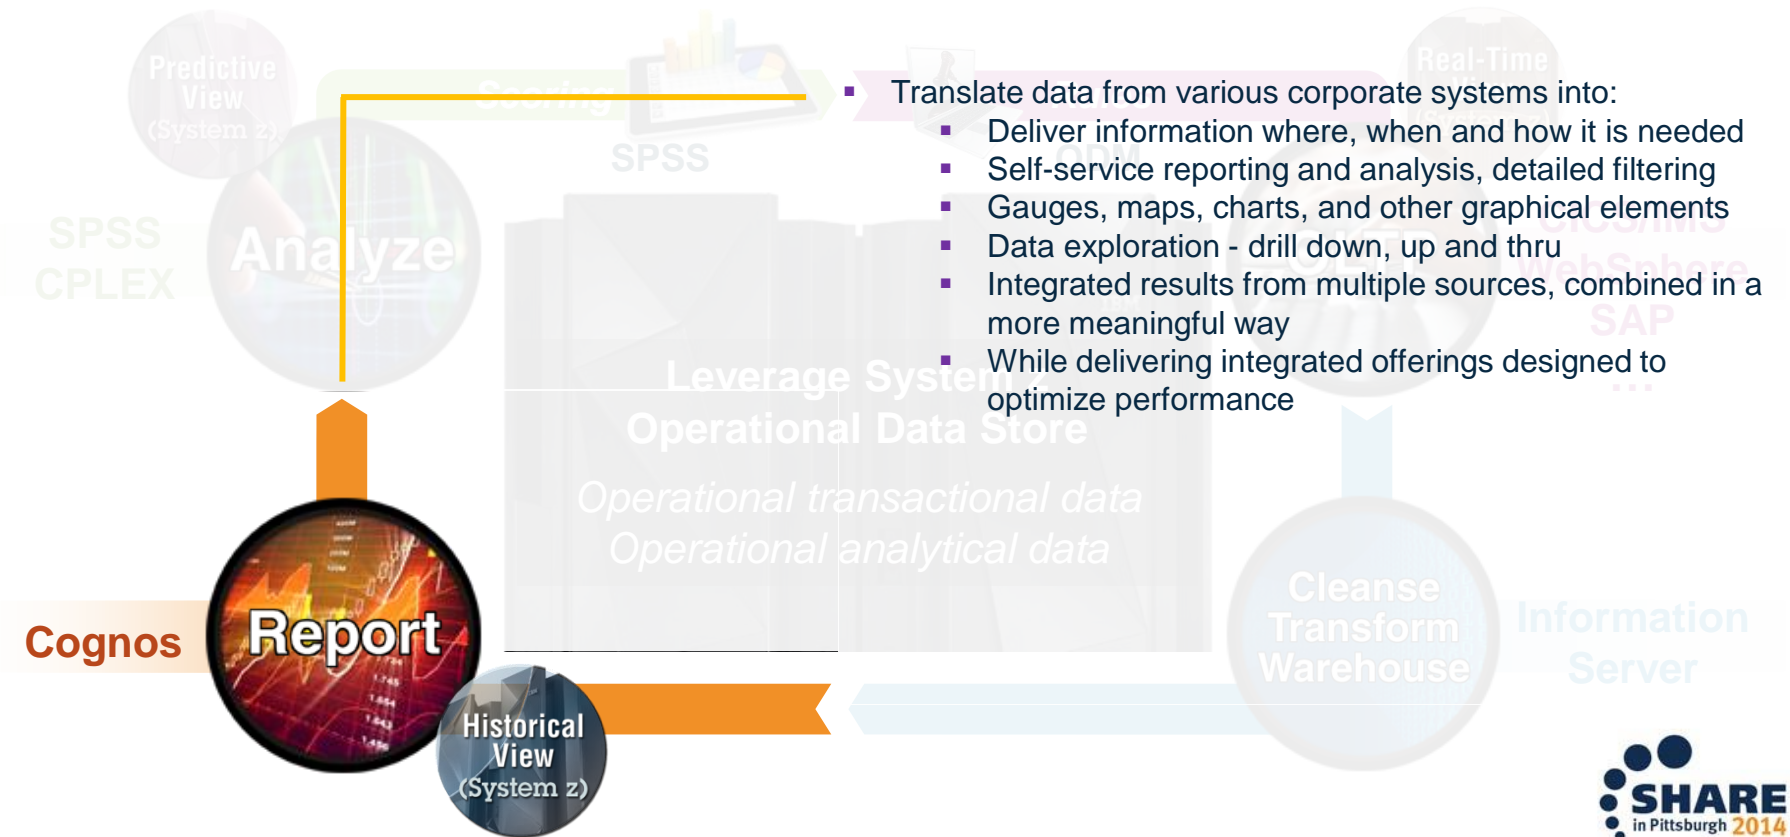 Predictive
View
(System z)
Scoring
SPSS
Real-Time
ODM
▪ Translate data from various corporate systems into:
▪ Deliver information where, when and how it is needed
▪ Self-service reporting and analysis, detailed filtering
▪ Gauges, maps, charts, and other graphical elements
▪ Data exploration - drill down, up and thru
▪ Integrated results from multiple sources, combined in a
more meaningful way
▪ While delivering integrated offerings designed to
optimize performance
SPSS
CPLEX
Analyze
OLTP
CICS/IMS
WebSphere
SAP
...
Leverage System z
Operational Data Store
Operational transactional data
Operational analytical data
Cognos
Report
Historical
View
(System z)
Cleanse
Transform
Warehouse
Information
Server
SHARE
in Pittsburgh 2014